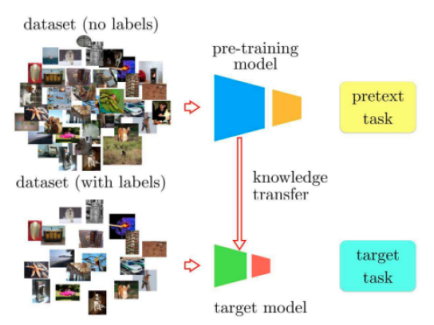 dataset (no labels)
pre-training
model
pretext
task
knowledge
transfer
dataset (with labels)
target
task
target model